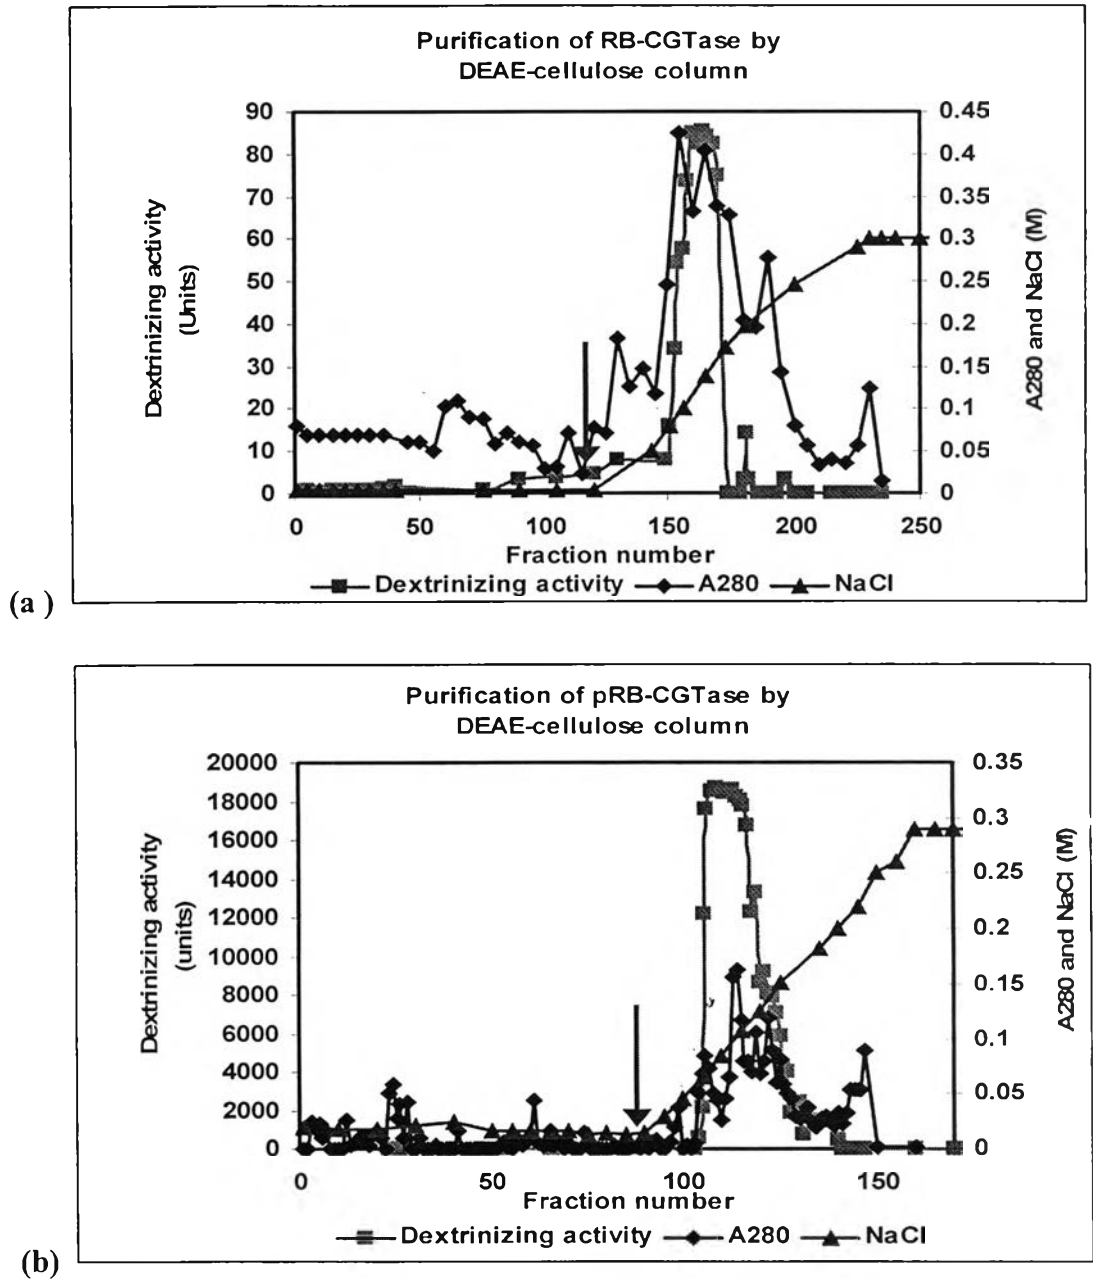 Purification of RB-CGTase by
DEAE-cellulose column
90
80
70
60
50
40
30
20
10
0
0.45
0.4
0.35
0.3
0.25
0.2
0.15
0.1
0.05
0
Dextrinizing activity
(Units)
A280 and NaCl (M)
0 50 100 150 200 250
Fraction number
Dextrinizing activity A280 NaCl
(a )
Purification of pRB-CGTase by
DEAE-cellulose column
20000
18000
16000
14000
12000
10000
8000
6000
4000
2000
0
0.35
0.3
0.25
0.2
0.15
0.1
0.05
0
Dextrinizing activity
(units)
A280 and NaCl (M)
0 50 100 150
Fraction number
Dextrinizing activity A280 NaCl
(b)